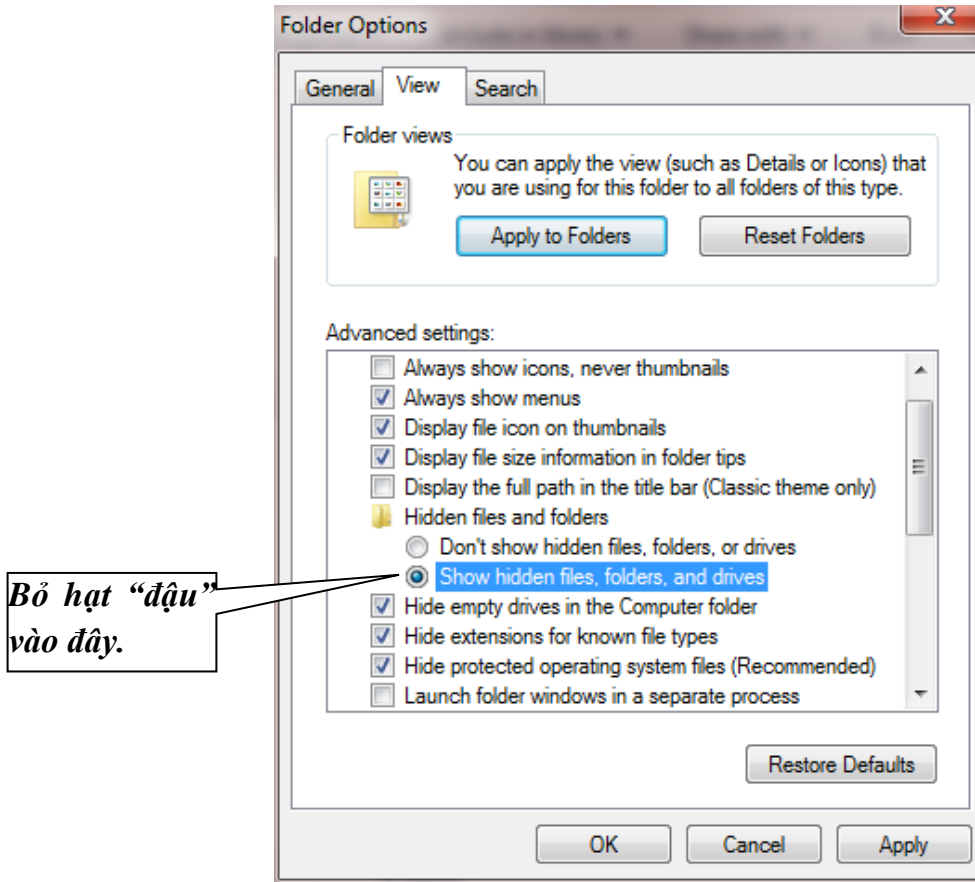 Folder Options
General View Search
Folder views
You can apply the view (such as Details or Icons) that
you are using for this folder to all folders of this type.
Apply to Folders Reset Folders
Advanced settings:
Always show icons, never thumbnails
Always show menus
Display file icon on thumbnails
Display file size information in folder tips
Display the full path in the title bar (Classic theme only)
Hidden files and folders
Don't show hidden files, folders, or drives
Show hidden files, folders, and drives
Bỏ hạt “đậu”
vào đây.
Hide empty drives in the Computer folder
Hide extensions for known file types
Hide protected operating system files (Recommended)
Launch folder windows in a separate process
Restore Defaults
OK Cancel Apply